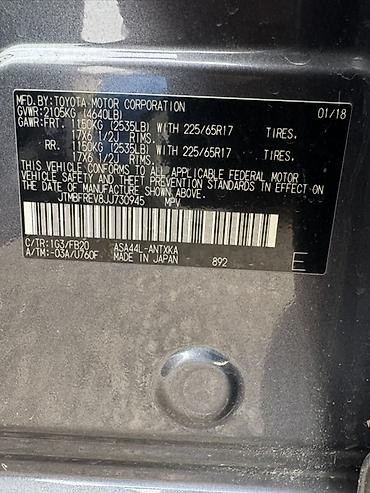 MFD.BY:TOYOTA MOTOR CORPORATION 01/18
GVWR:2105KG (4640LB)
GAWR:FRT. 1150KG (2535LB) WITH 225/65R17 TIRES.
17X6 1/2J RIMS.
RR. 1150KG (2535LB) WITH 225/65R17 TIRES.
17X6 1/2J RIMS.
THIS VEHICLE CONFORMS TO ALL APPLICABLE FEDERAL MOTOR
VEHICLE SAFETY, BUMPER, AND THEFT PREVENTION STANDARDS
IN EFFECT ON THE DATE OF MANUFACTURE SHOWN ABOVE.
JTMBFREV8JJ730945 MPV
C/TR:1G3/FB20 ASA44L-ANTXKA
A/TM:-03A/U760F MADE IN JAPAN 892 E